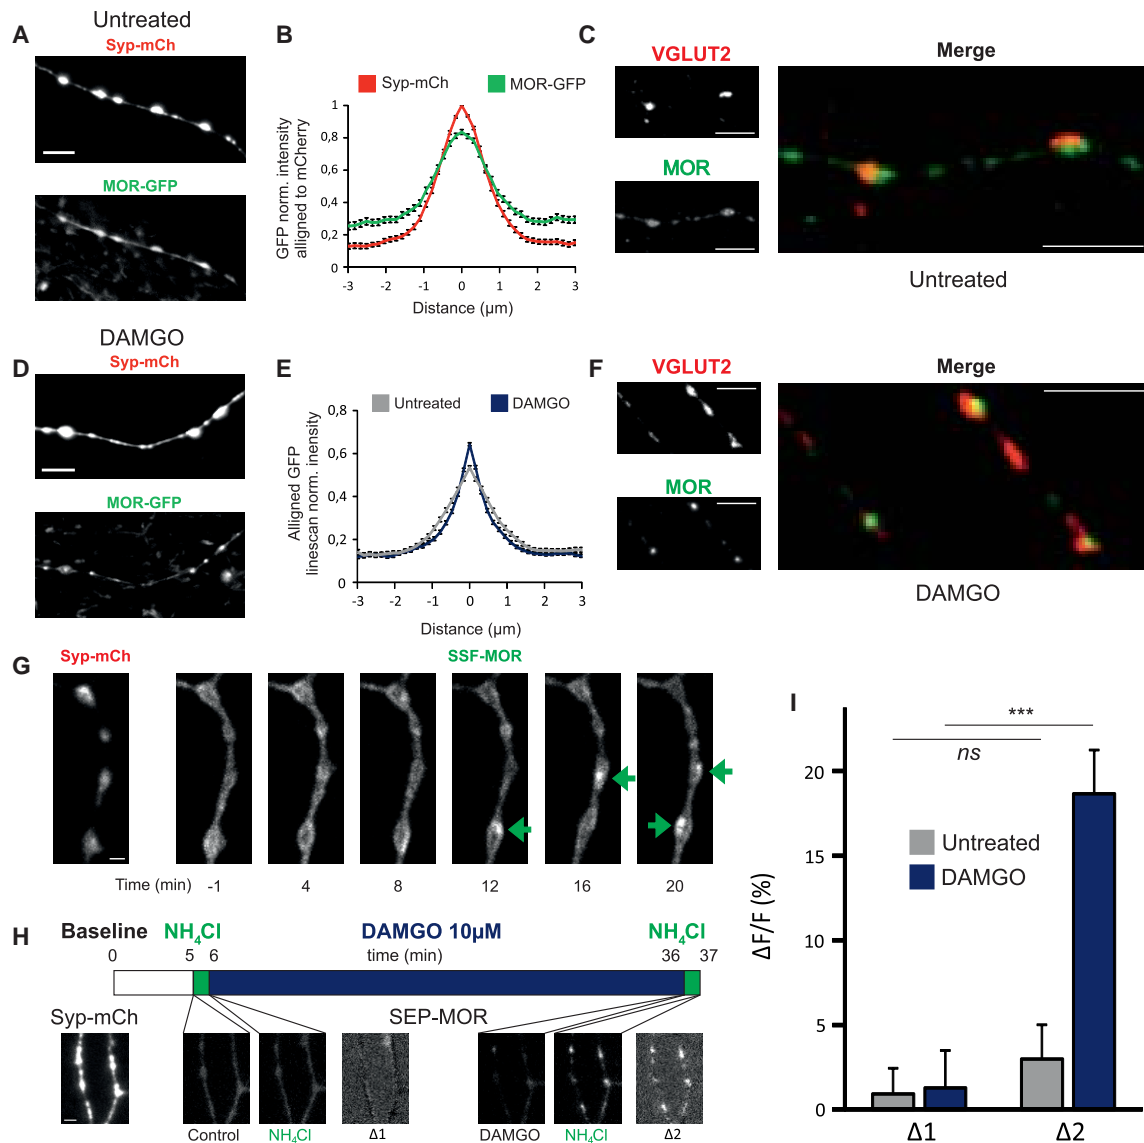 A
Untreated
Syp-mCh
MOR-GFP
B
Syp-mCh
MOR-GFP
GFP norm. intensity
alligned to mCherry
1
0,8
0,6
0,4
0,2
0
-3 -2 -1 0 1 2 3
Distance (µm)
C
VGLUT2
MOR
Merge
Untreated
D
DAMGO
Syp-mCh
MOR-GFP
E
Untreated
DAMGO
Alligned GFP
linescan norm. inensity
0,8
0,6
0,4
0,2
0
-3 -2 -1 0 1 2 3
Distance (µm)
F
VGLUT2
MOR
Merge
DAMGO
G
Syp-mCh
SSF-MOR
Time (min) -1 4 8 12 16 20
H
Baseline NH₄Cl DAMGO 10µM NH₄Cl
0 5 6 time (min) 36 37
Syp-mCh
SEP-MOR
Control NH₄Cl Δ1 DAMGO NH₄Cl Δ2
I
***
ns
Untreated
DAMGO
ΔF/F (%)
20
15
10
5
0
Δ1 Δ2